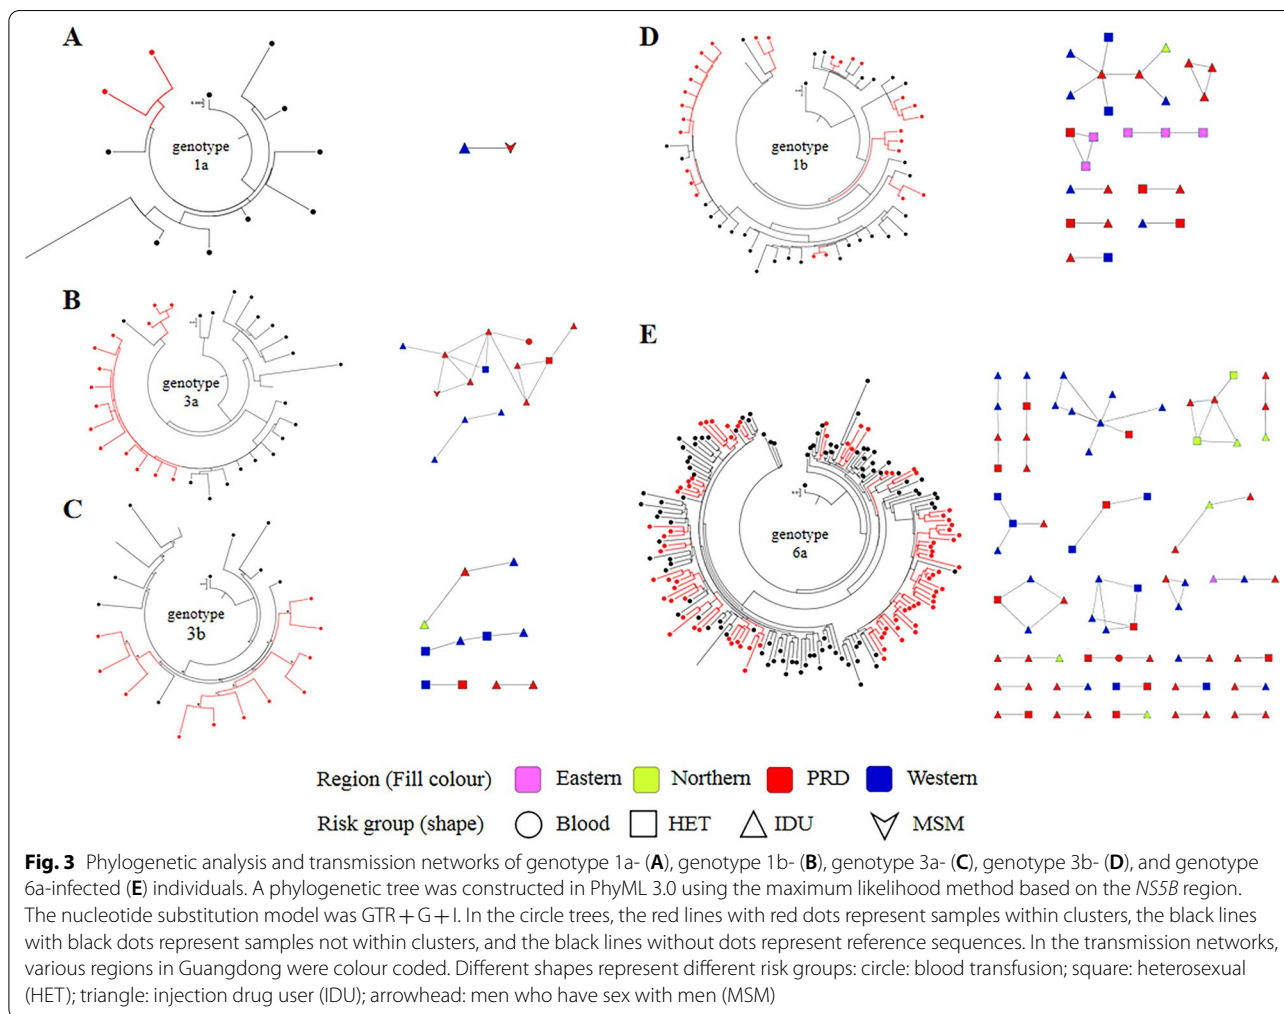 A
genotype
1a
D
genotype
1b
B
genotype
3a
E
genotype
6a
C
genotype
3b
Region (Fill colour) Eastern Northern PRD Western
Risk group (shape) Blood HET IDU MSM
Fig. 3 Phylogenetic analysis and transmission networks of genotype 1a- (A), genotype 1b- (B), genotype 3a- (C), genotype 3b- (D), and genotype
6a-infected (E) individuals. A phylogenetic tree was constructed in PhyML 3.0 using the maximum likelihood method based on the NS5B region.
The nucleotide substitution model was GTR + G + I. In the circle trees, the red lines with red dots represent samples within clusters, the black lines
with black dots represent samples not within clusters, and the black lines without dots represent reference sequences. In the transmission networks,
various regions in Guangdong were colour coded. Different shapes represent different risk groups: circle: blood transfusion; square: heterosexual
(HET); triangle: injection drug user (IDU); arrowhead: men who have sex with men (MSM)